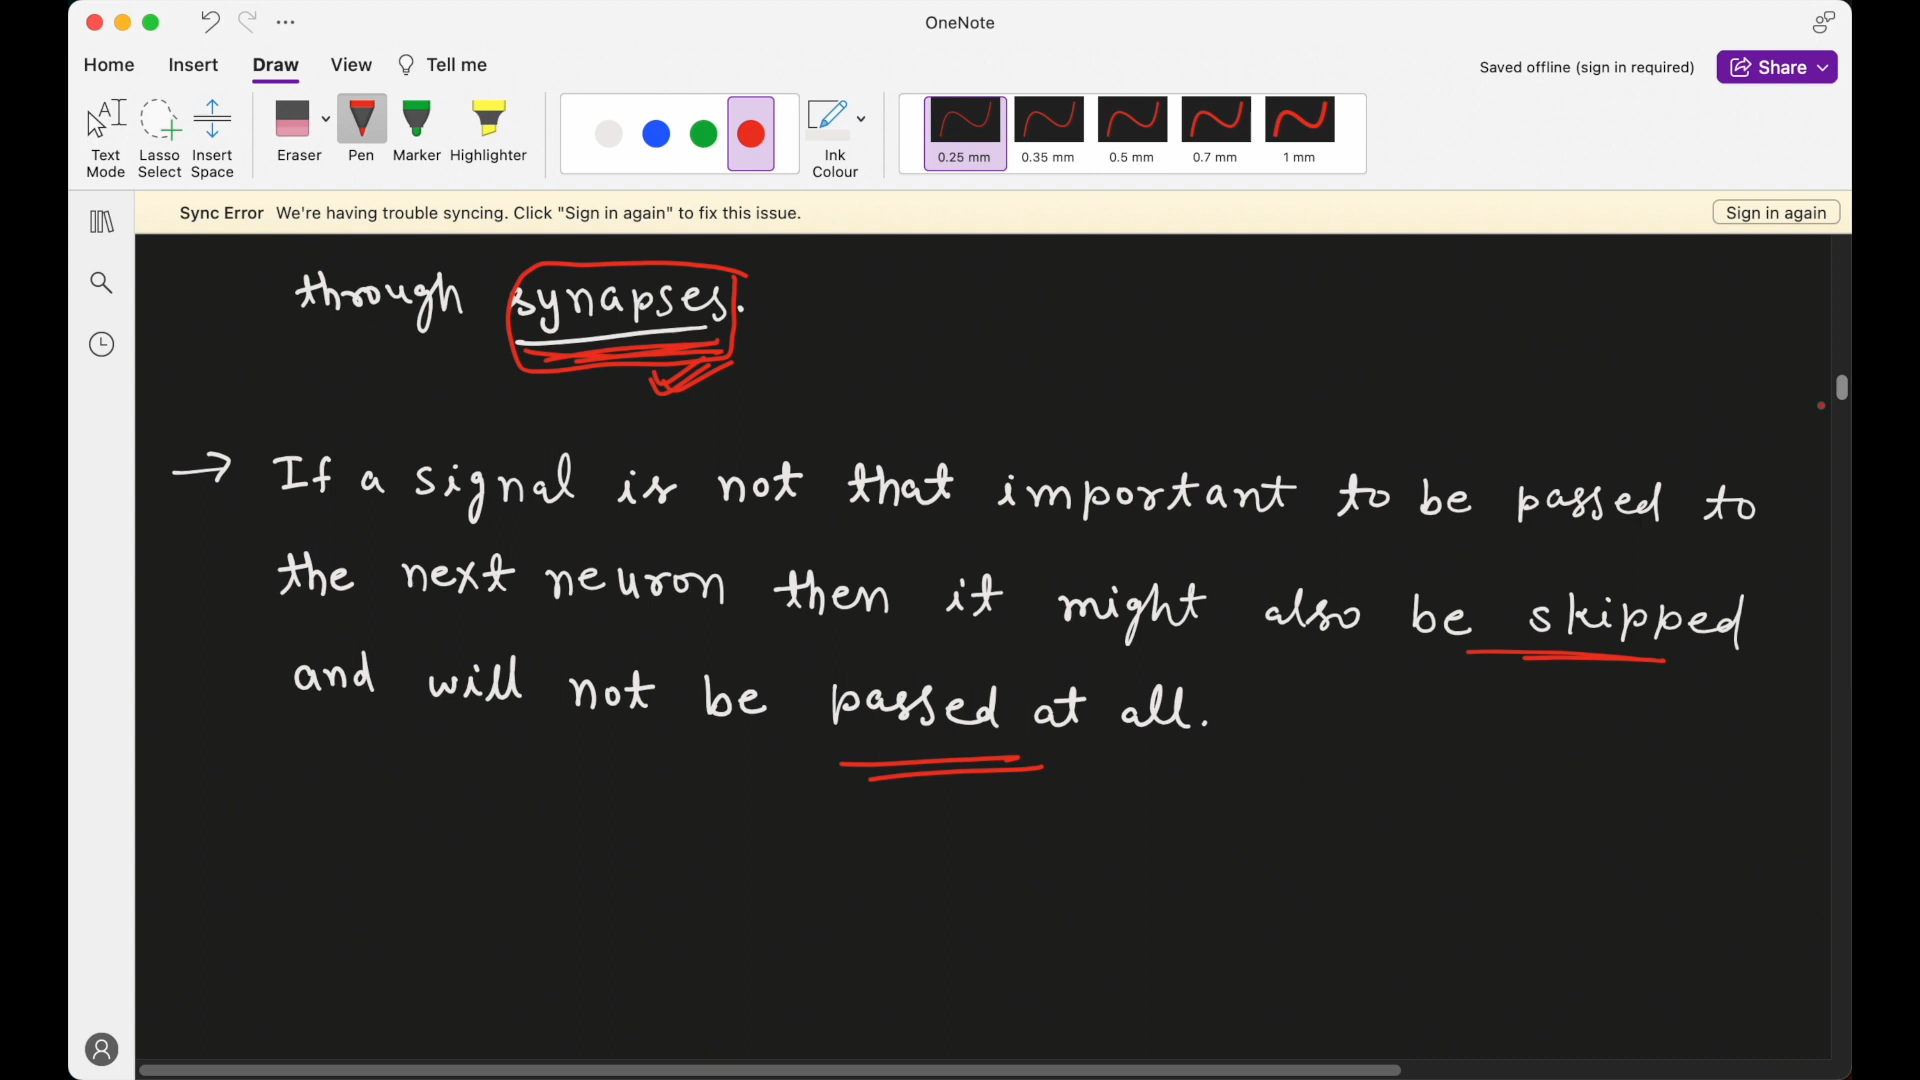 OneNote
Home Insert Draw View Tell me
Saved offline (sign in required) Share
Text Mode
Lasso Select
Insert Space
Eraser
Pen
Marker
Highlighter
Ink Colour
0.25 mm
0.35 mm
0.5 mm
0.7 mm
1 mm
Sync Error We're having trouble syncing. Click "Sign in again" to fix this issue. Sign in again
through synapses.
→ If a signal is not that important to be passed to
the next neuron then it might also be skipped
and will not be passed at all.